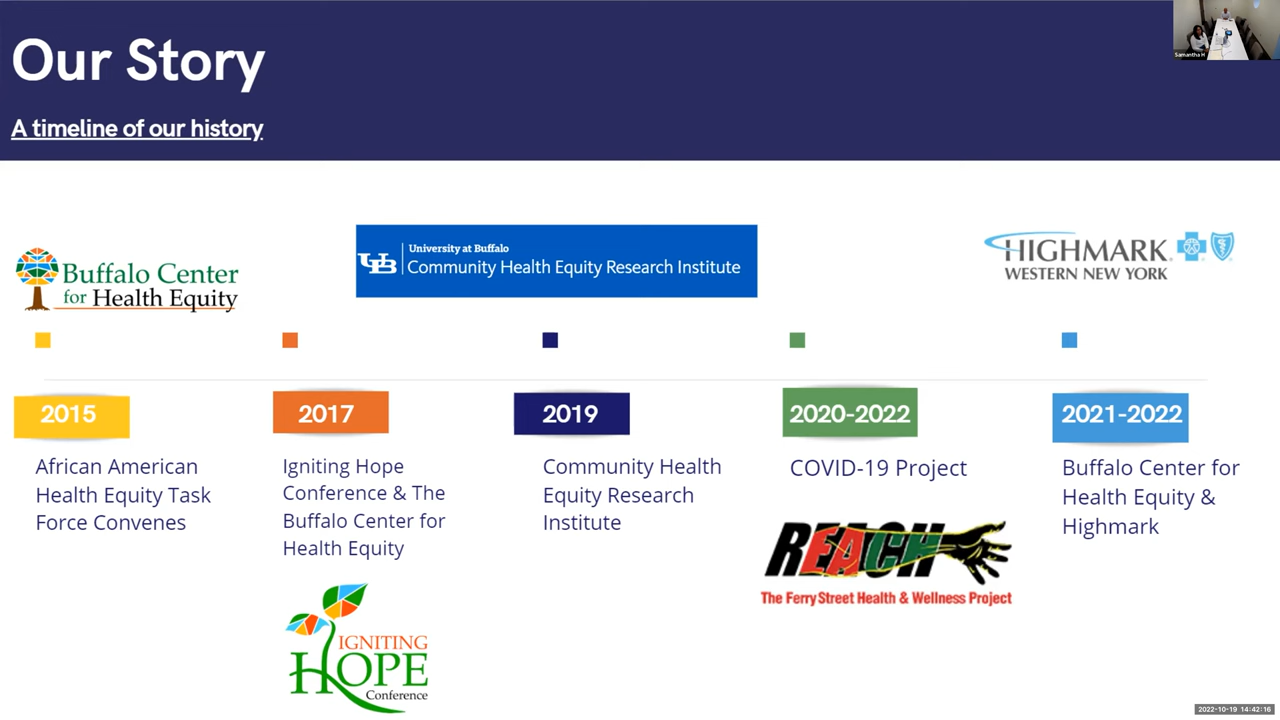 Our Story
A timeline of our history
Samantha H
Buffalo Center
for Health Equity
UB
University at Buffalo
Community Health Equity Research Institute
HIGHMARK
WESTERN NEW YORK
2015
African American
Health Equity Task
Force Convenes
2017
Igniting Hope
Conference & The
Buffalo Center for
Health Equity
IGNITING
HOPE
Conference
2019
Community Health
Equity Research
Institute
2020-2022
COVID-19 Project
REACH
The Ferry Street Health & Wellness Project
2021-2022
Buffalo Center for
Health Equity &
Highmark
2022-10-19 14:42:16